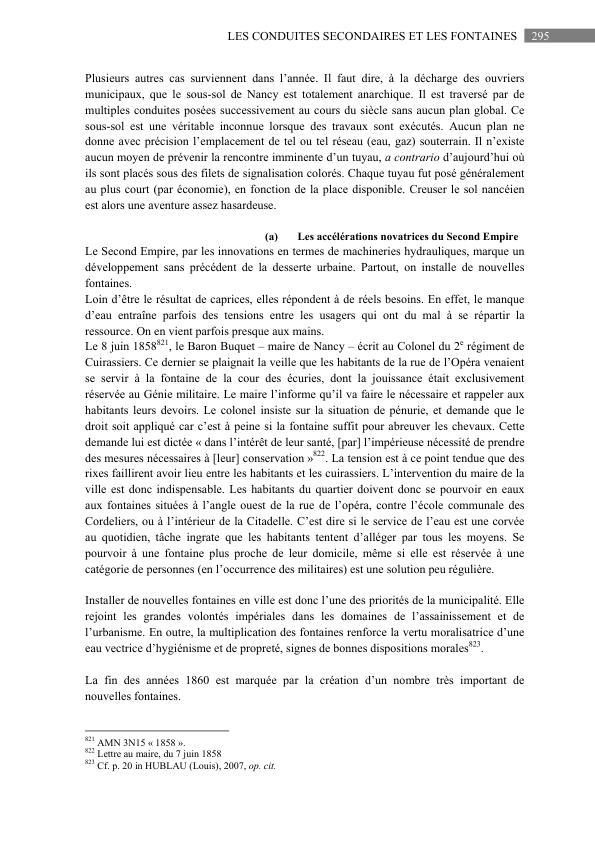 LES CONDUITES SECONDAIRES ET LES FONTAINES 295
Plusieurs autres cas surviennent dans l'année. Il faut dire, à la décharge des ouvriers
municipaux, que le sous-sol de Nancy est totalement anarchique. Il est traversé par de
multiples conduites posées successivement au cours du siècle sans aucun plan global. Ce
sous-sol est une véritable inconnue lorsque des travaux sont exécutés. Aucun plan ne
donne avec précision l'emplacement de tel ou tel réseau (eau, gaz) souterrain. Il n'existe
aucun moyen de prévenir la rencontre imminente d'un tuyau, a contrario d'aujourd'hui où
ils sont placés sous des filets de signalisation colorés. Chaque tuyau fut posé généralement
au plus court (par économie), en fonction de la place disponible. Creuser le sol nancéien
est alors une aventure assez hasardeuse.
(a) Les accélérations novatrices du Second Empire
Le Second Empire, par les innovations en termes de machineries hydrauliques, marque un
développement sans précédent de la desserte urbaine. Partout, on installe de nouvelles
fontaines.
Loin d'être le résultat de caprices, elles répondent à de réels besoins. En effet, le manque
d'eau entraîne parfois des tensions entre les usagers qui ont du mal à se répartir la
ressource. On en vient parfois presque aux mains.
Le 8 juin 1858821, le Baron Buquet – maire de Nancy – écrit au Colonel du 2e régiment de
Cuirassiers. Ce dernier se plaignait la veille que les habitants de la rue de l'Opéra venaient
se servir à la fontaine de la cour des écuries, dont la jouissance était exclusivement
réservée au Génie militaire. Le maire l'informe qu'il va faire le nécessaire et rappeler aux
habitants leurs devoirs. Le colonel insiste sur la situation de pénurie, et demande que le
droit soit appliqué car c'est à peine si la fontaine suffit pour abreuver les chevaux. Cette
demande lui est dictée « dans l'intérêt de leur santé, [par] l'impérieuse nécessité de prendre
des mesures nécessaires à [leur] conservation »822. La tension est à ce point tendue que des
rixes faillirent avoir lieu entre les habitants et les cuirassiers. L'intervention du maire de la
ville est donc indispensable. Les habitants du quartier doivent donc se pourvoir en eaux
aux fontaines situées à l'angle ouest de la rue de l'opéra, contre l'école communale des
Cordeliers, ou à l'intérieur de la Citadelle. C'est dire si le service de l'eau est une corvée
au quotidien, tâche ingrate que les habitants tentent d'alléger par tous les moyens. Se
pourvoir à une fontaine plus proche de leur domicile, même si elle est réservée à une
catégorie de personnes (en l'occurrence des militaires) est une solution peu régulière.
Installer de nouvelles fontaines en ville est donc l'une des priorités de la municipalité. Elle
rejoint les grandes volontés impériales dans les domaines de l'assainissement et de
l'urbanisme. En outre, la multiplication des fontaines renforce la vertu moralisatrice d'une
eau vectrice d'hygiénisme et de propreté, signes de bonnes dispositions morales823.
La fin des années 1860 est marquée par la création d'un nombre très important de
nouvelles fontaines.
821 AMN 3N15 « 1858 ».
822 Lettre au maire, du 7 juin 1858
823 Cf. p. 20 in HUBLAU (Louis), 2007, op. cit.